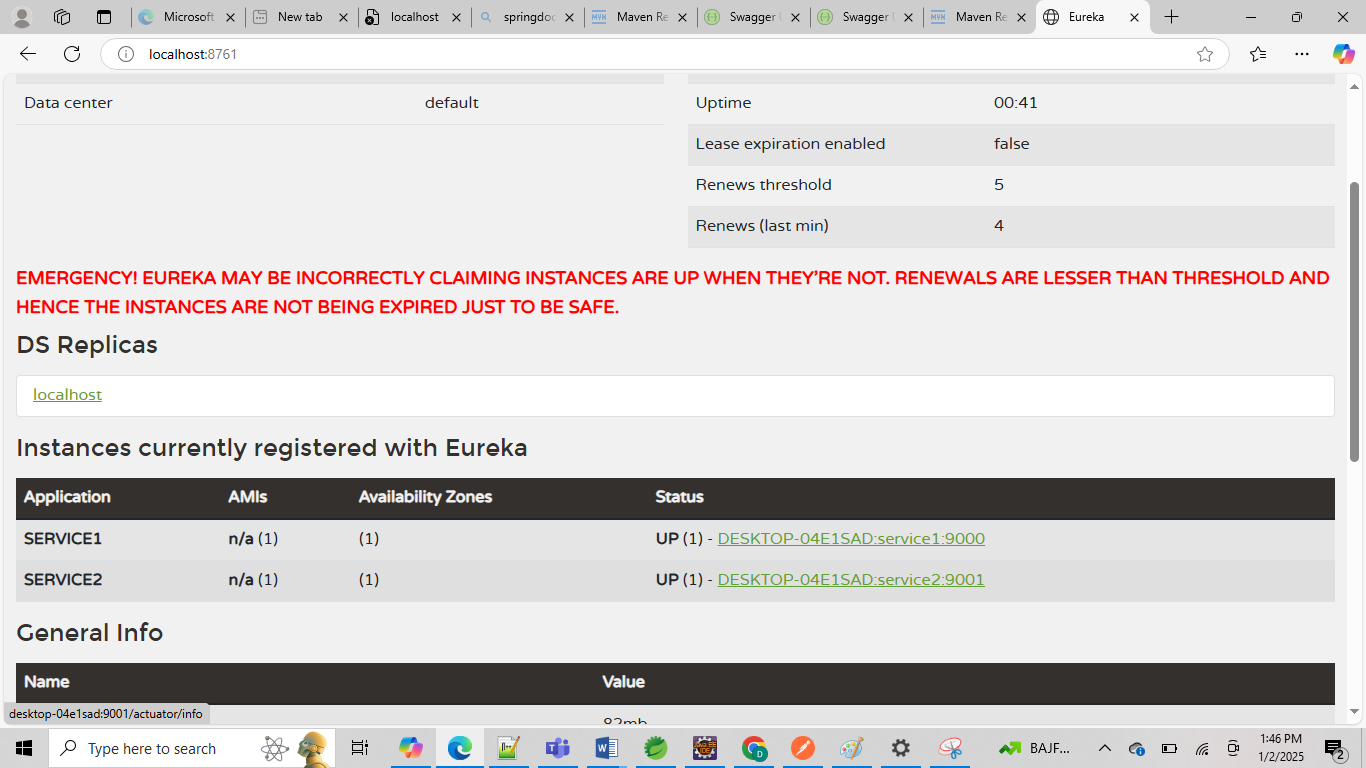 Microsoft
New tab
localhost
springdoc
Maven Re
Swagger U
Swagger U
Maven Re
Eureka
localhost:8761
Data center default
Uptime 00:41
Lease expiration enabled false
Renews threshold 5
Renews (last min) 4
EMERGENCY! EUREKA MAY BE INCORRECTLY CLAIMING INSTANCES ARE UP WHEN THEY’RE NOT. RENEWALS ARE LESSER THAN THRESHOLD AND
HENCE THE INSTANCES ARE NOT BEING EXPIRED JUST TO BE SAFE.
DS Replicas
localhost
Instances currently registered with Eureka
Application AMIs Availability Zones Status
SERVICE1 n/a (1) (1) UP (1) - DESKTOP-04E1SAD:service1:9000
SERVICE2 n/a (1) (1) UP (1) - DESKTOP-04E1SAD:service2:9001
General Info
Name Value
desktop-04e1sad:9001/actuator/info
82mb
Type here to search
BAJF...
1:46 PM
1/2/2025
2